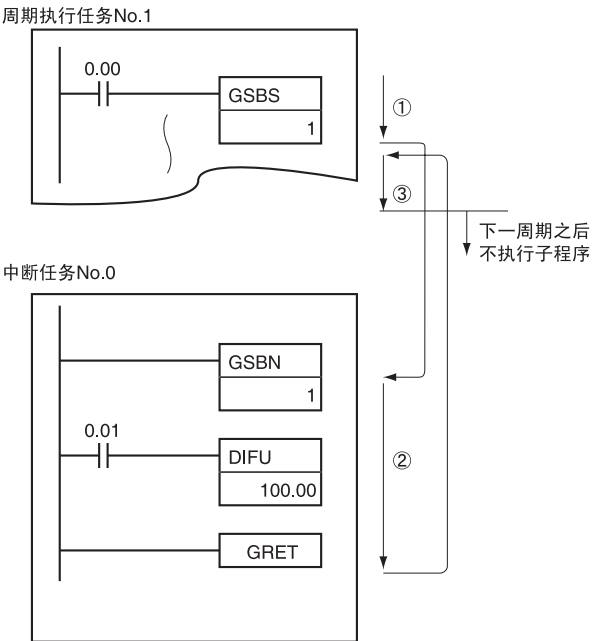 周期执行任务No.1
0.00
GSBS
1
①
③
下一周期之后
不执行子程序
中断任务No.0
GSBN
1
0.01
DIFU
100.00
②
GRET